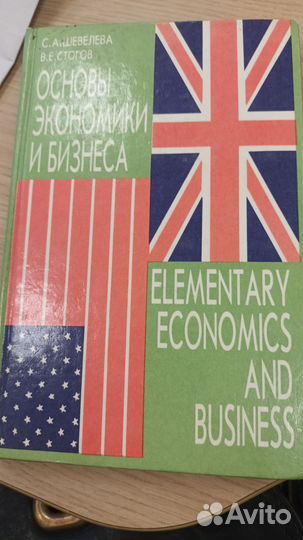 С.А.ШЕВЕЛЕВА
В.Е.СТОГОВ
ОСНОВЫ
ЭКОНОМИКИ
И БИЗНЕСА
ELEMENTARY
ECONOMICS
AND
BUSINESS
Avito